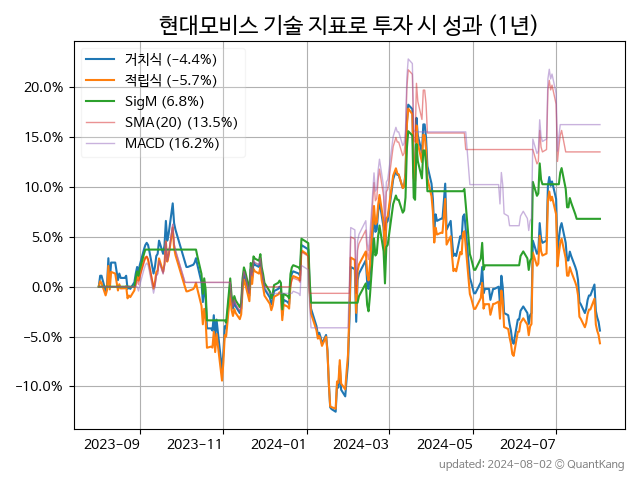 현대모비스 기술 지표로 투자 시 성과 (1년)
거치식 (−4.4%)
적립식 (−5.7%)
SigM (6.8%)
SMA(20) (13.5%)
MACD (16.2%)
20.0%
15.0%
10.0%
5.0%
0.0%
−5.0%
−10.0%
2023-09 2023-11 2024-01 2024-03 2024-05 2024-07
updated: 2024-08-02 © QuantKang